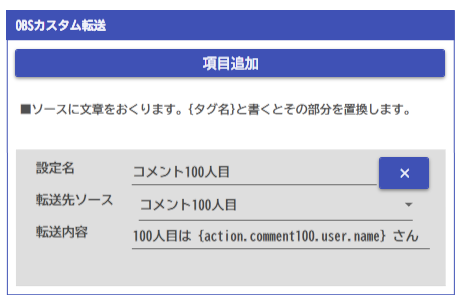 OBSカスタム転送
項目追加
■ソースに文章をおくります。{タグ名}と書くとその部分を置換します。
設定名 コメント100人目 ×
転送先ソース コメント100人目
転送内容 100人目は {action.comment100.user.name} さん